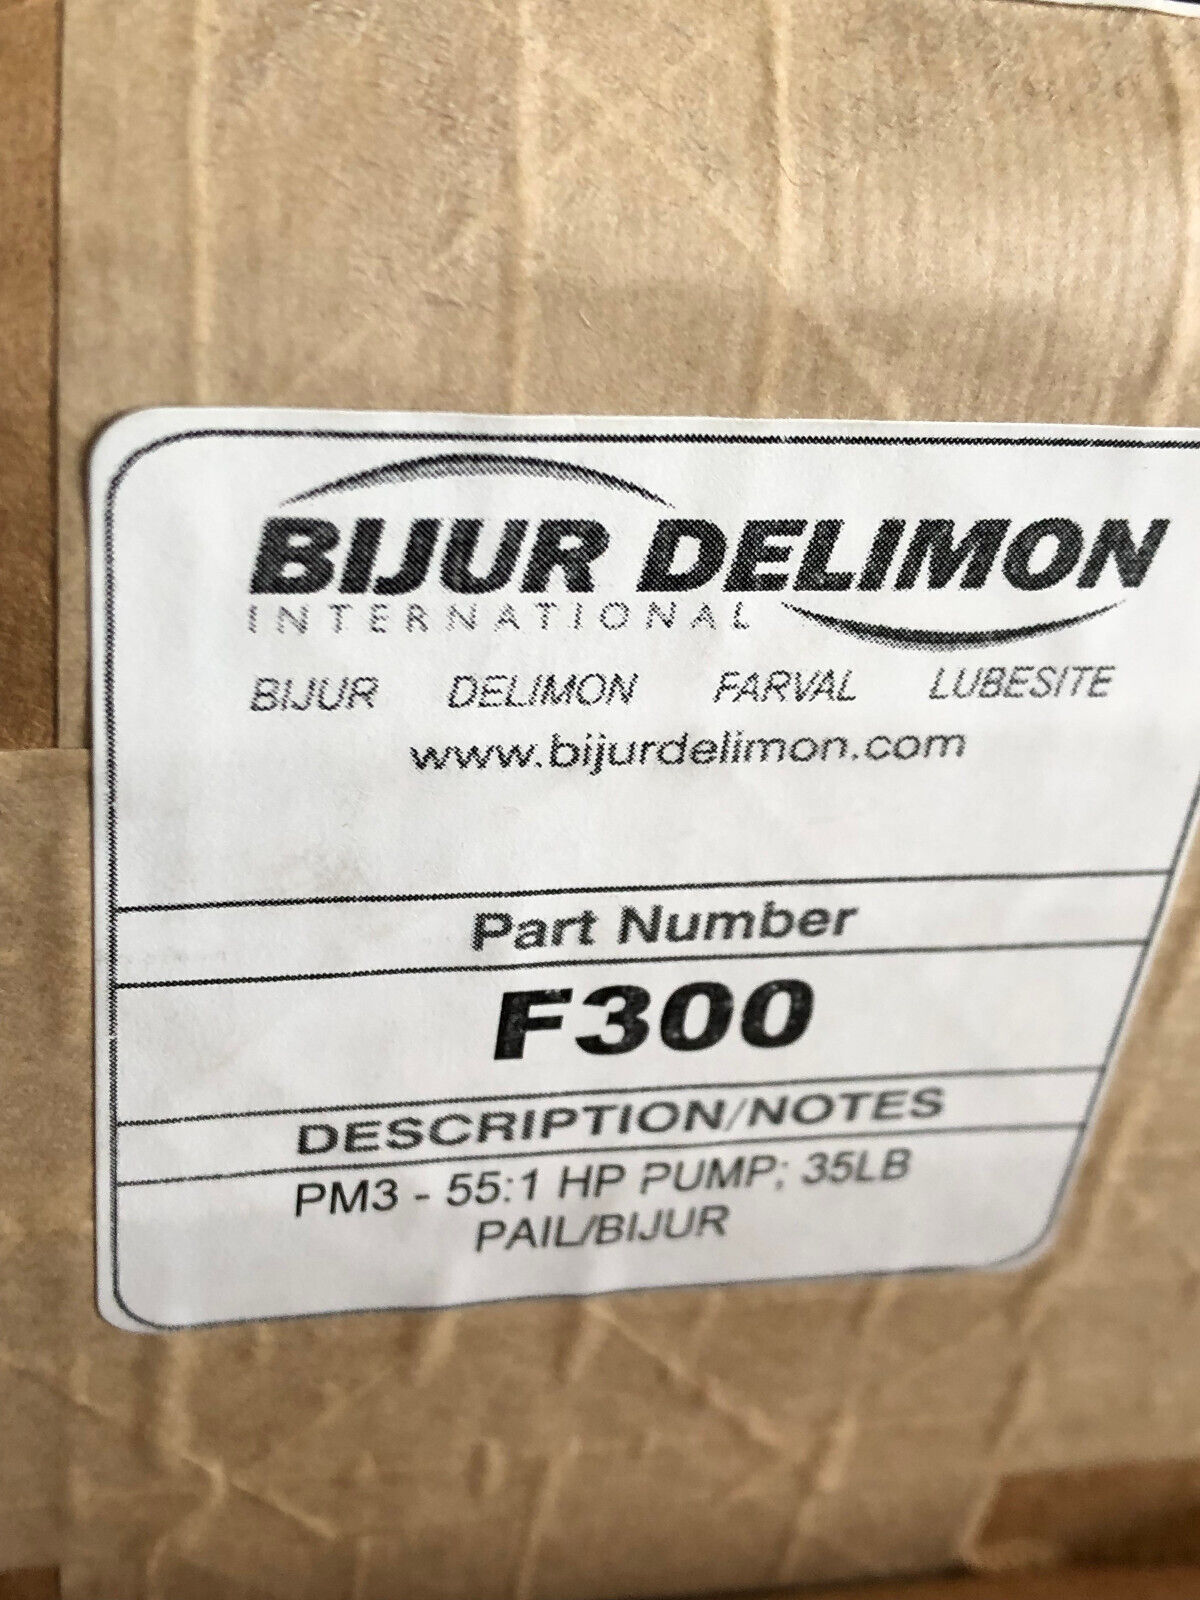 BIJUR DELIMON
INTERNATIONAL
BIJUR DELIMON FARVAL LUBESITE
www.bijurdelimon.com
Part Number
F300
DESCRIPTION/NOTES
PM3 - 55:1 HP PUMP; 35LB
PAIL/BIJUR